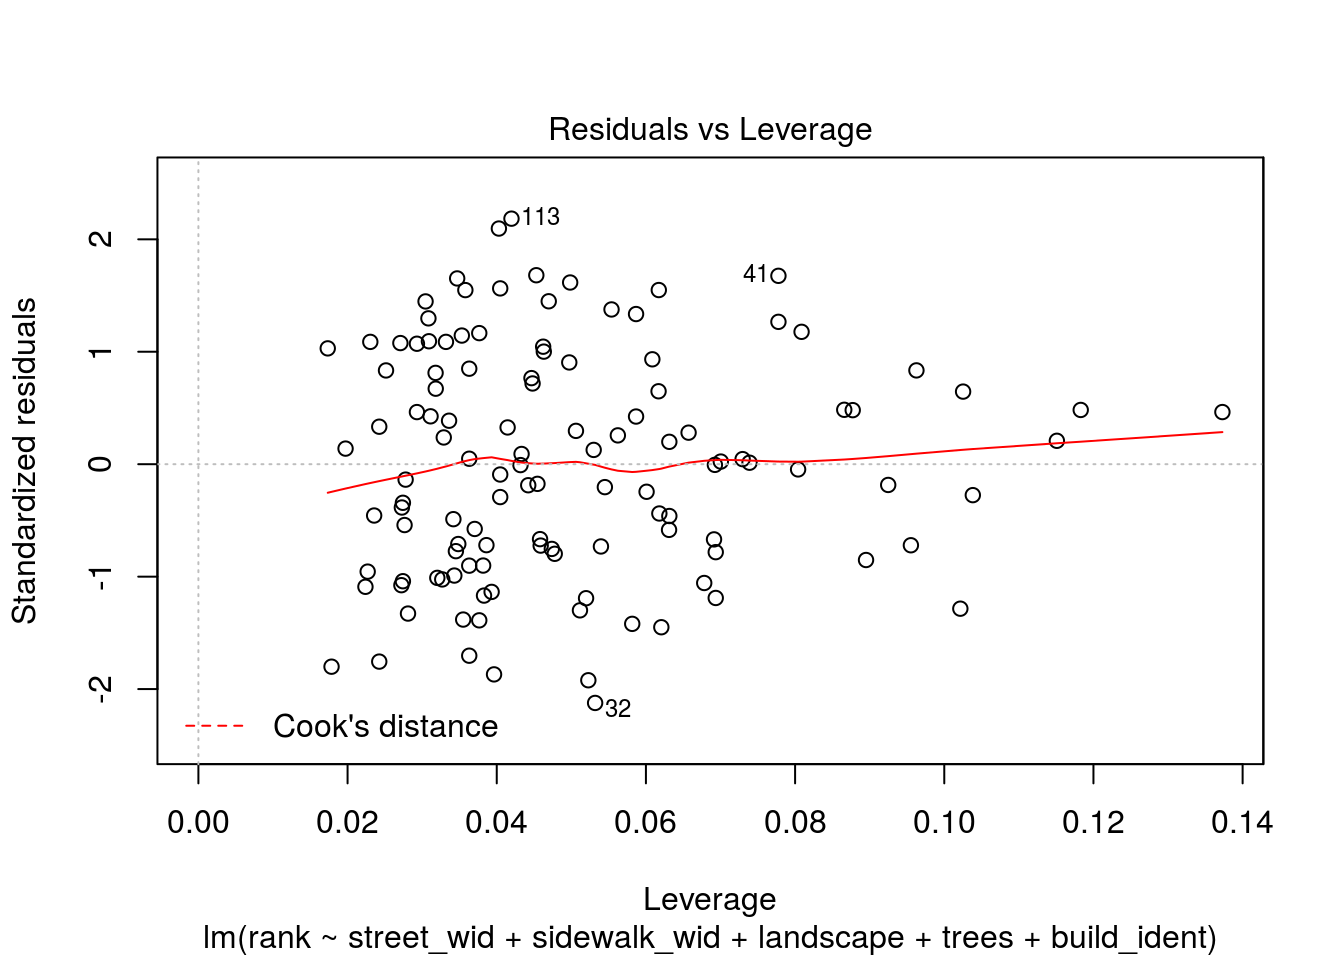 Residuals vs Leverage
Standardized residuals
2
1
0
-1
-2
113
41
32
Cook's distance
0.00 0.02 0.04 0.06 0.08 0.10 0.12 0.14
Leverage
lm(rank ~ street_wid + sidewalk_wid + landscape + trees + build_ident)